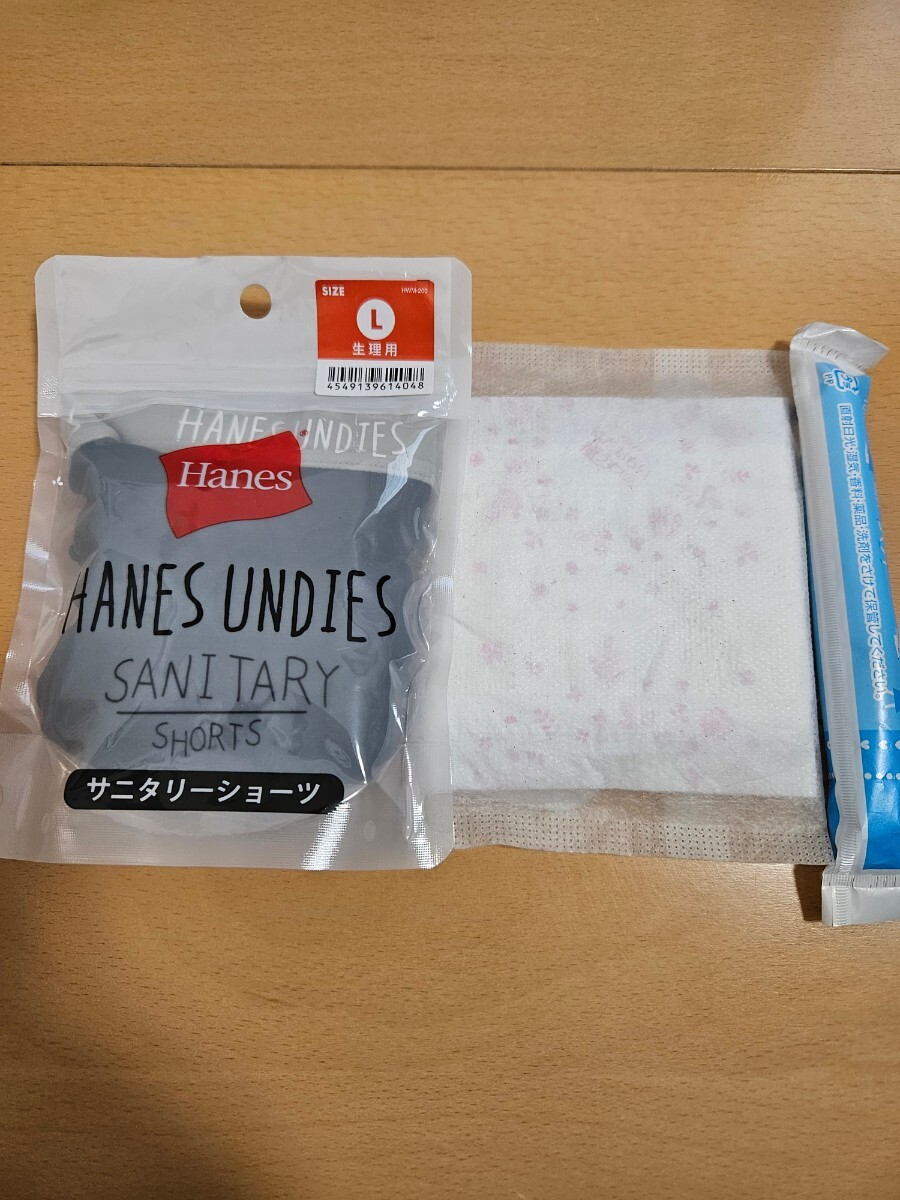 SIZE
HWM-200
L
生理用
4549139614048
HANES UNDIES
Hanes
HANES UNDIES
SANITARY
SHORTS
サニタリーショーツ
直射日光・湿気・香料・薬品・洗剤をさけて保管してください。